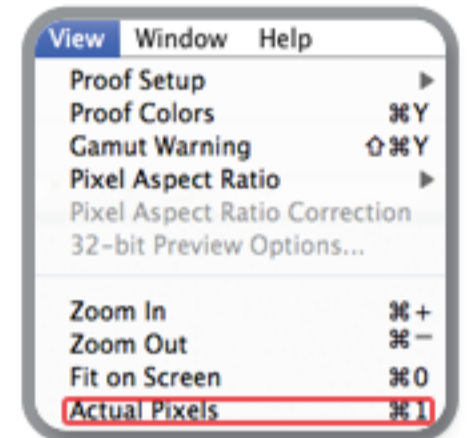 View Window Help
Proof Setup ▶
Proof Colors ⌘Y
Gamut Warning ⇧⌘Y
Pixel Aspect Ratio ▶
Pixel Aspect Ratio Correction
32-bit Preview Options...
Zoom In ⌘+
Zoom Out ⌘−
Fit on Screen ⌘0
Actual Pixels ⌘1